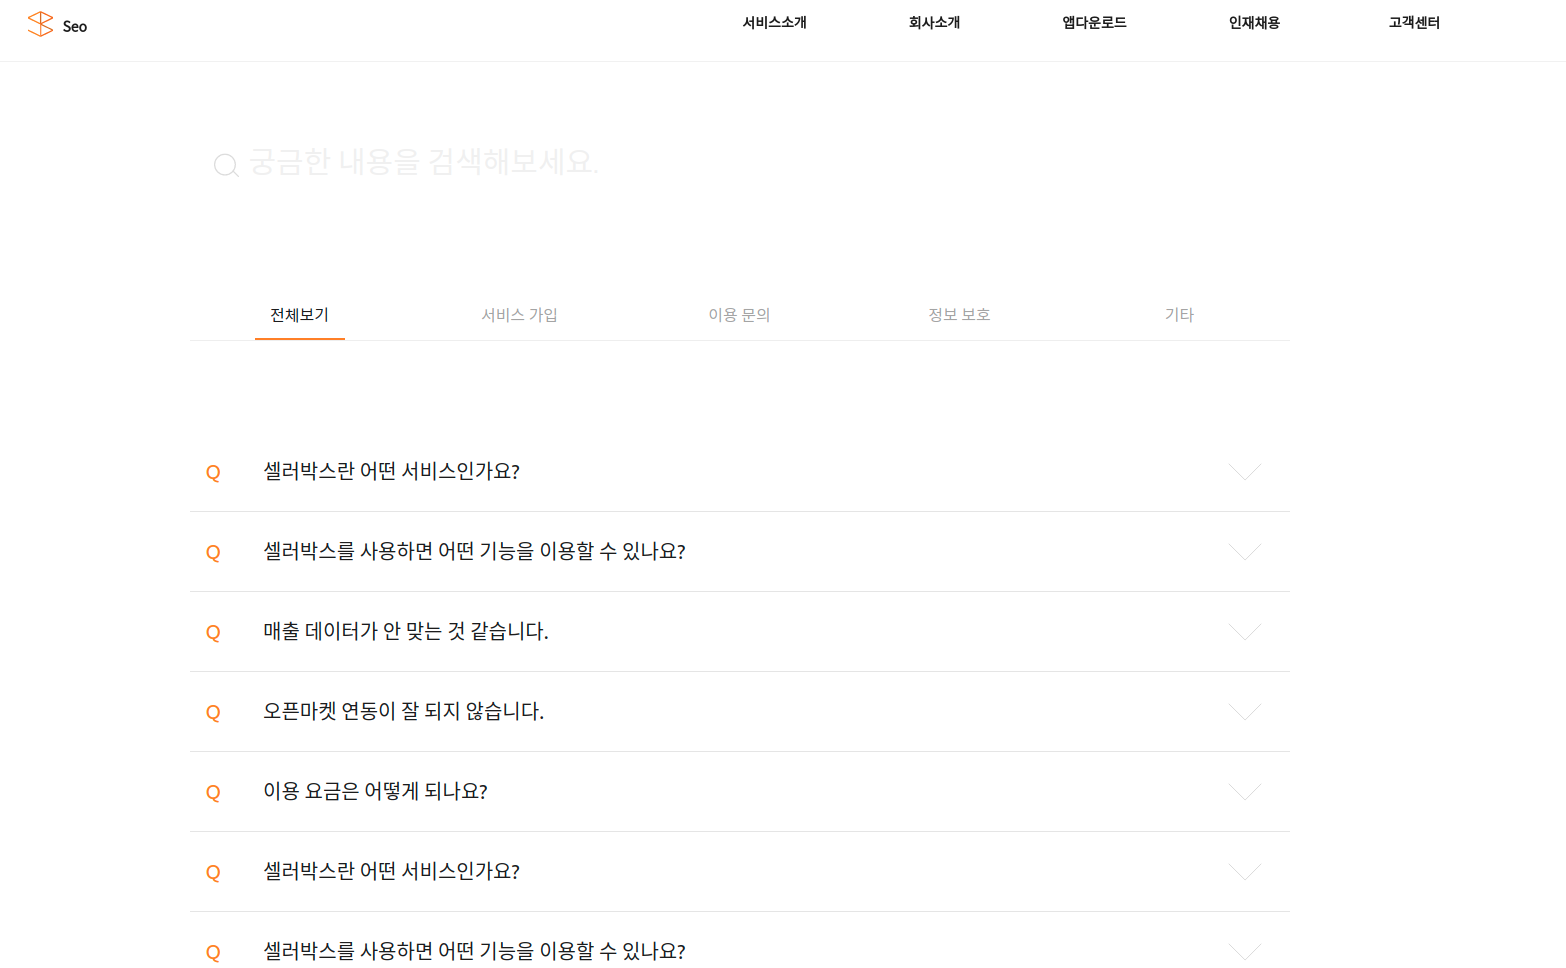 Seo
서비스소개 회사소개 앱다운로드 인재채용 고객센터
궁금한 내용을 검색해보세요.
전체보기 서비스 가입 이용 문의 정보 보호 기타
Q 셀러박스란 어떤 서비스인가요?
Q 셀러박스를 사용하면 어떤 기능을 이용할 수 있나요?
Q 매출 데이터가 안 맞는 것 같습니다.
Q 오픈마켓 연동이 잘 되지 않습니다.
Q 이용 요금은 어떻게 되나요?
Q 셀러박스란 어떤 서비스인가요?
Q 셀러박스를 사용하면 어떤 기능을 이용할 수 있나요?